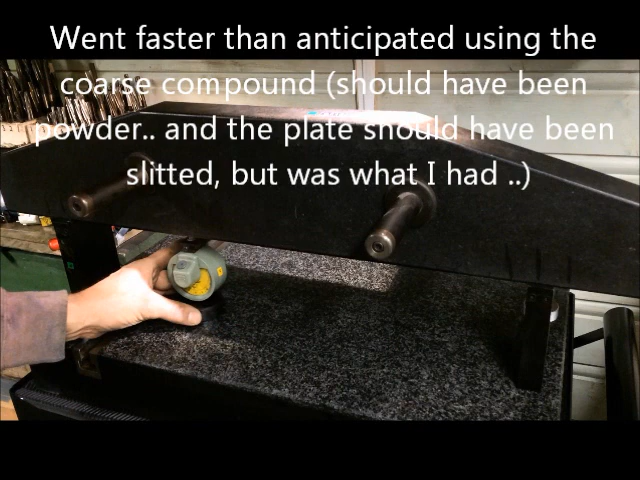 Went faster than anticipated using the
coarse compound (should have been
powder.. and the plate should have been
slitted, but was what I had ..)